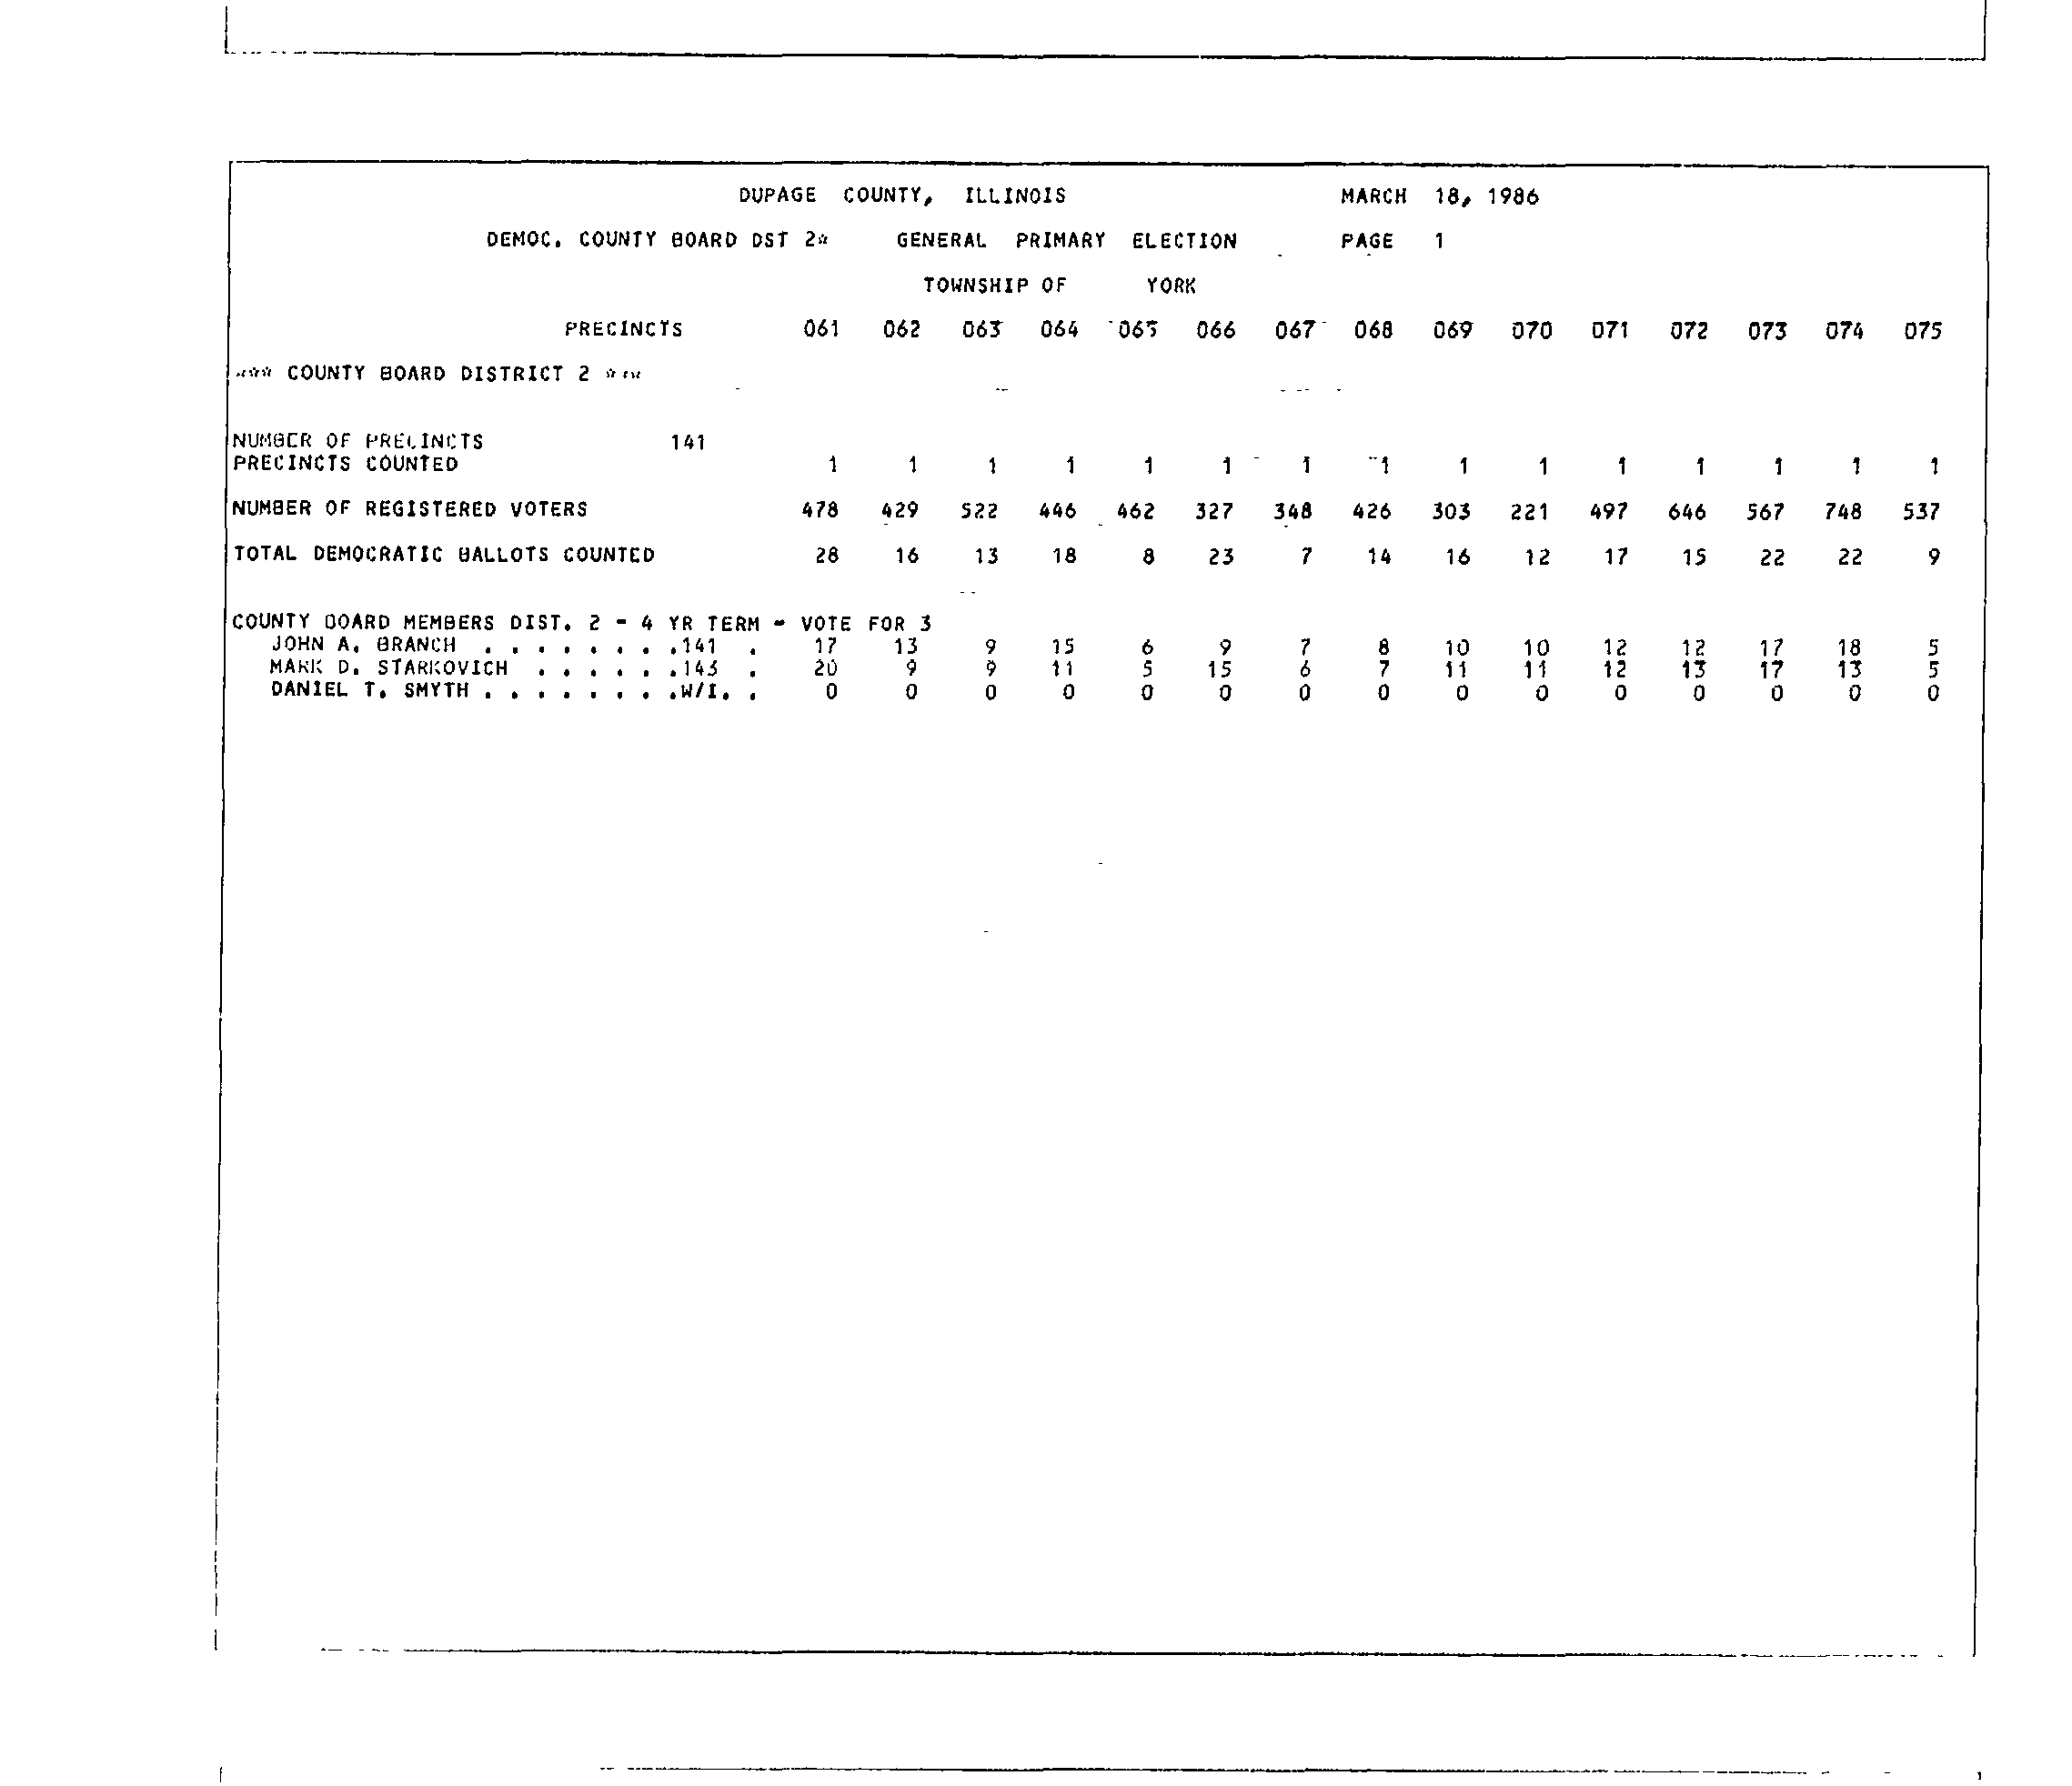 DUPAGE COUNTY, ILLINOIS MARCH 18, 1986
DEMOC. COUNTY BOARD DST 2* GENERAL PRIMARY ELECTION PAGE 1
TOWNSHIP OF YORK
PRECINCTS 061 062 063 064 065 066 067 068 069 070 071 072 073 074 075
*** COUNTY BOARD DISTRICT 2 ***
NUMBER OF PRECINCTS 141
PRECINCTS COUNTED 1 1 1 1 1 1 1 1 1 1 1 1 1 1 1
NUMBER OF REGISTERED VOTERS 478 429 522 446 462 327 348 426 303 221 497 646 567 748 537
TOTAL DEMOCRATIC BALLOTS COUNTED 28 16 13 18 8 23 7 14 16 12 17 15 22 22 9
COUNTY BOARD MEMBERS DIST. 2 - 4 YR TERM - VOTE FOR 3
JOHN A. BRANCH . . . . . . . .141 . 17 13 9 15 6 9 7 8 10 10 12 12 17 18 5
MARK D. STARKOVICH . . . . . .143 . 20 9 9 11 5 15 6 7 11 11 12 13 17 13 5
DANIEL T. SMYTH . . . . . . . .W/I. . 0 0 0 0 0 0 0 0 0 0 0 0 0 0 0